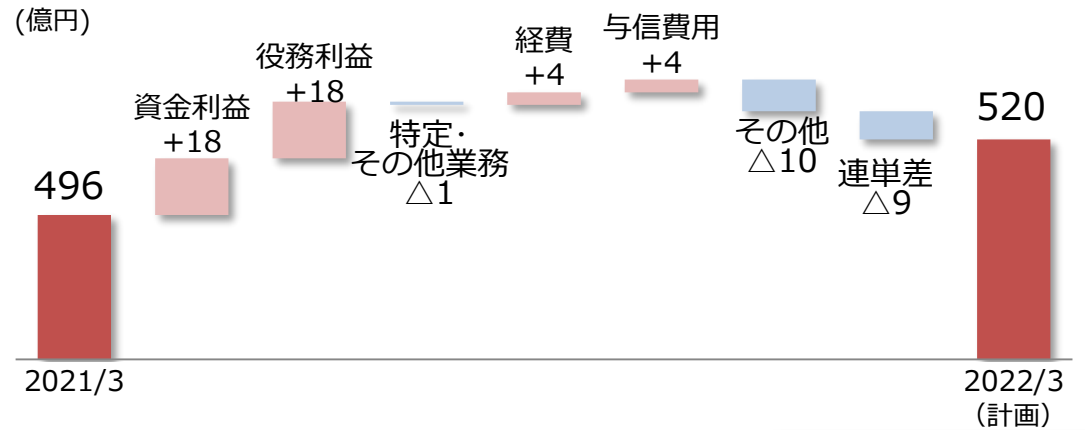 (億円)
496
資金利益
+18
役務利益
+18
特定・
その他業務
△1
経費
+4
与信費用
+4
その他
△10
連単差
△9
520
2021/3
2022/3
（計画）